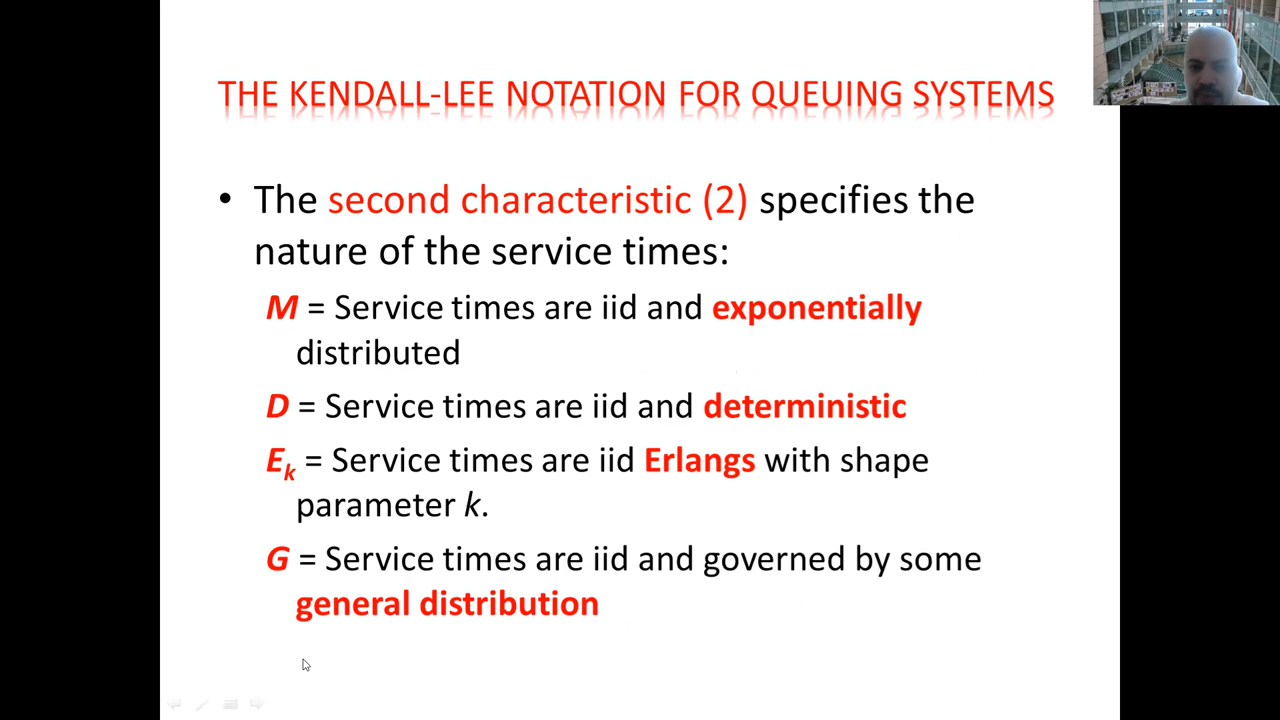 THE KENDALL-LEE NOTATION FOR QUEUING SYSTEMS
• The second characteristic (2) specifies the
nature of the service times:
M = Service times are iid and exponentially
distributed
D = Service times are iid and deterministic
Ek = Service times are iid Erlangs with shape
parameter k.
G = Service times are iid and governed by some
general distribution